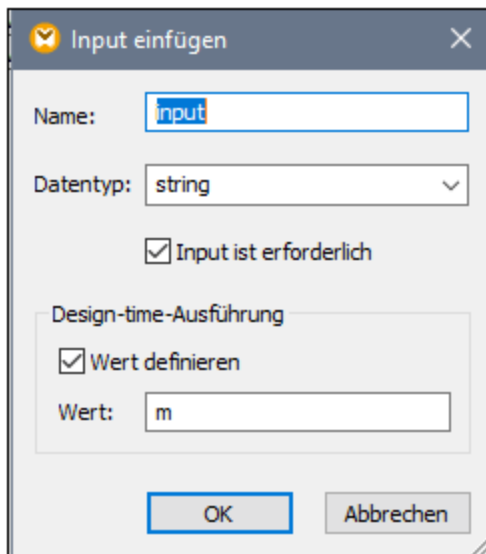 Input einfügen
Name: input
Datentyp: string
Input ist erforderlich
Design-time-Ausführung
Wert definieren
Wert: m
OK Abbrechen